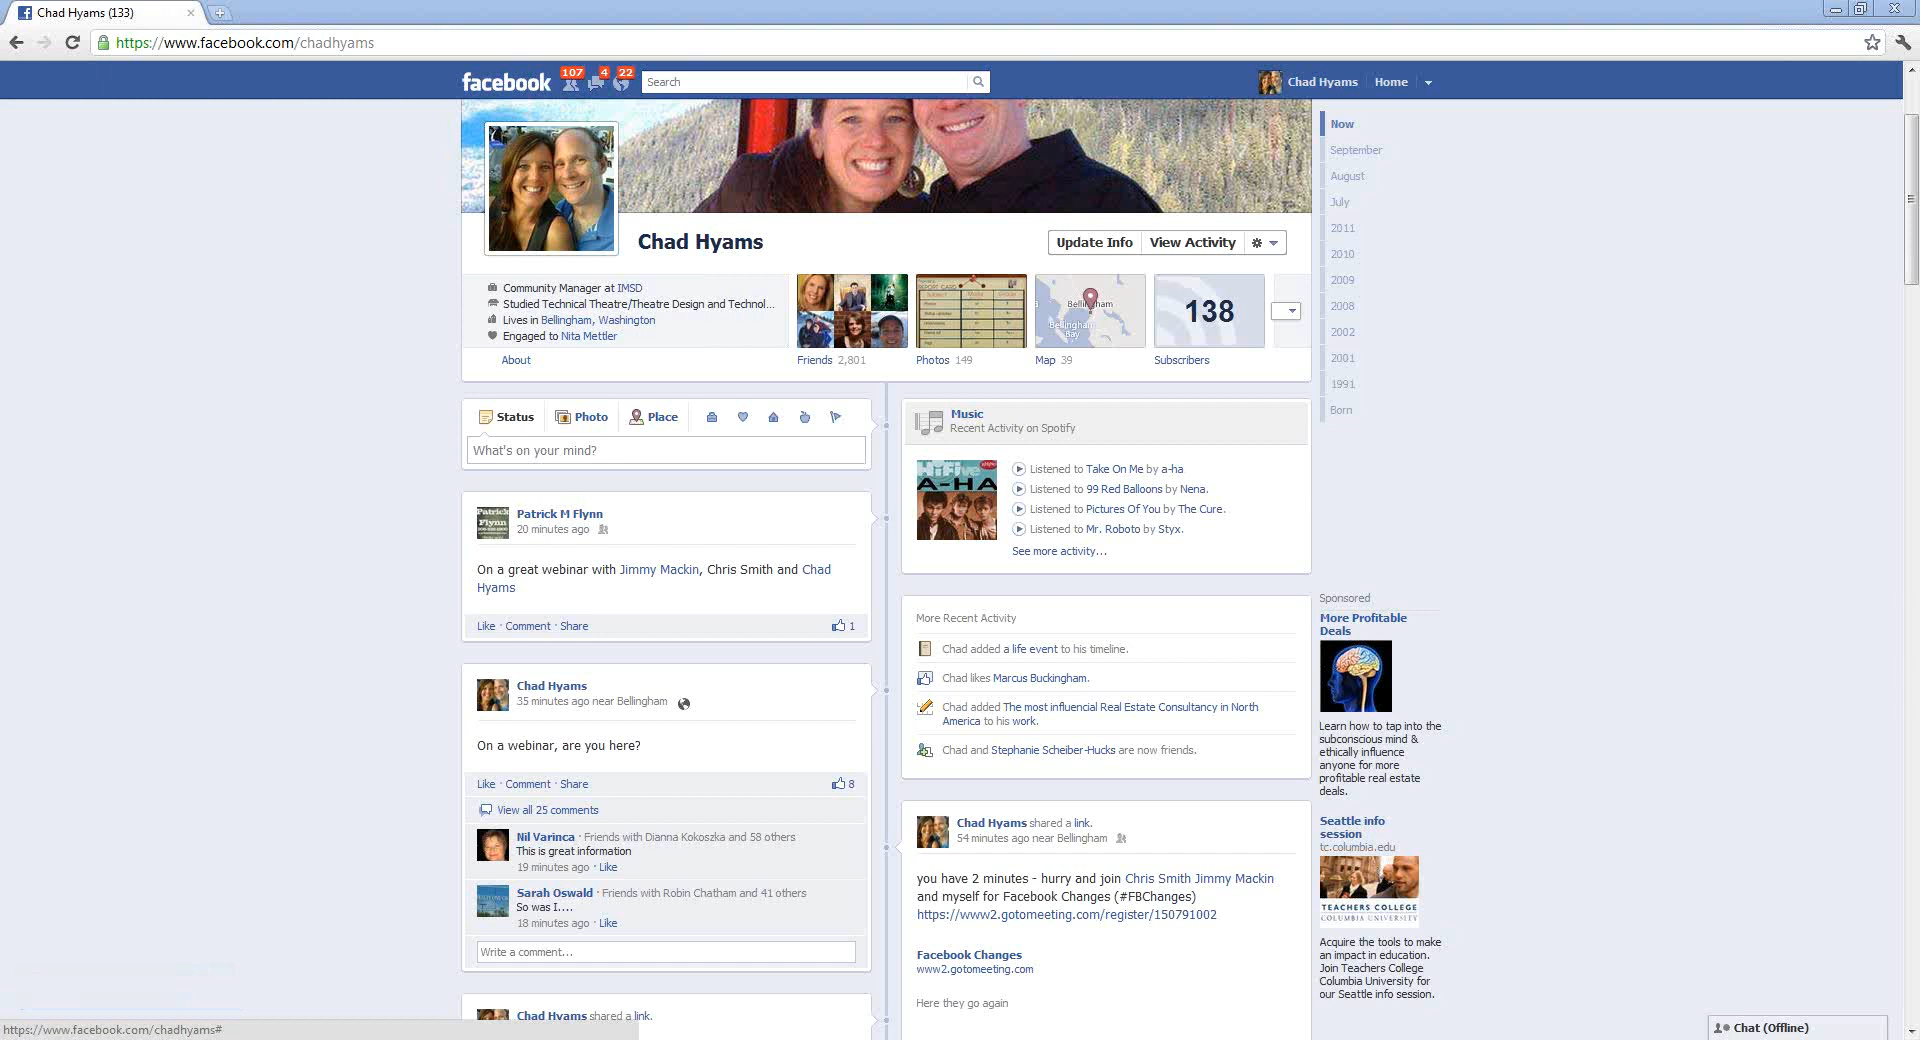 Chad Hyams (133)
https://www.facebook.com/chadhyams
facebook
107
4
22
Search
Chad Hyams
Home
Chad Hyams
Update Info
View Activity
Community Manager at IMSD
Studied Technical Theatre/Theatre Design and Technol...
Lives in Bellingham, Washington
Engaged to Nita Mettler
About
REPORT CARD
Friends 2,801
Photos 149
Bellingham
Bellingham
Bay
Map 39
138
Subscribers
Now
September
August
July
2011
2010
2009
2008
2002
2001
1991
Born
Status
Photo
Place
What's on your mind?
Patrick
Flynn
Patrick M Flynn
20 minutes ago
On a great webinar with Jimmy Mackin, Chris Smith and Chad
Hyams
Like · Comment · Share
1
Chad Hyams
35 minutes ago near Bellingham
On a webinar, are you here?
Like · Comment · Share
8
View all 25 comments
Nil Varinca · Friends with Dianna Kokoszka and 58 others
This is great information
19 minutes ago · Like
Sarah Oswald · Friends with Robin Chatham and 41 others
So was I....
18 minutes ago · Like
Write a comment...
Chad Hyams shared a link.
Music
Recent Activity on Spotify
HiFive
A-HA
Listened to Take On Me by a-ha
Listened to 99 Red Balloons by Nena.
Listened to Pictures Of You by The Cure.
Listened to Mr. Roboto by Styx.
See more activity...
More Recent Activity
Chad added a life event to his timeline.
Chad likes Marcus Buckingham.
Chad added The most influencial Real Estate Consultancy in North
America to his work.
Chad and Stephanie Scheiber-Hucks are now friends.
Chad Hyams shared a link.
54 minutes ago near Bellingham
you have 2 minutes - hurry and join Chris Smith Jimmy Mackin
and myself for Facebook Changes (#FBChanges)
https://www2.gotomeeting.com/register/150791002
Facebook Changes
www2.gotomeeting.com
Here they go again
Sponsored
More Profitable
Deals
Learn how to tap into the
subconscious mind &
ethically influence
anyone for more
profitable real estate
deals.
Seattle info
session
tc.columbia.edu
TEACHERS COLLEGE
COLUMBIA UNIVERSITY
Acquire the tools to make
an impact in education.
Join Teachers College
Columbia University for
our Seattle info session.
https://www.facebook.com/chadhyams#
Chat (Offline)